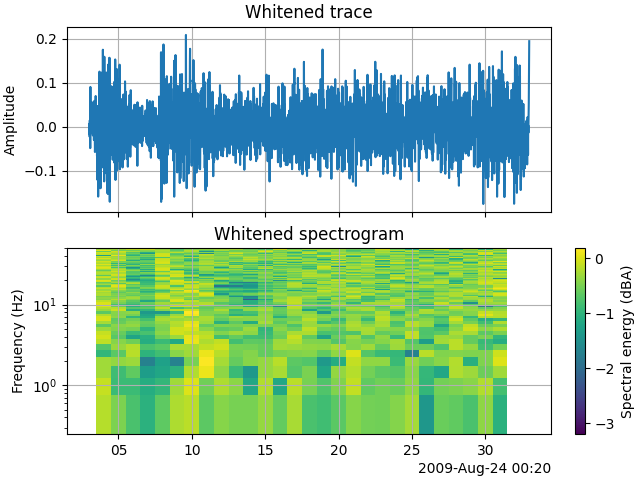 Whitened trace
0.2
0.1
0.0
−0.1
Amplitude
Whitened spectrogram
10¹
10⁰
Frequency (Hz)
05
10
15
20
25
30
2009-Aug-24 00:20
0
−1
−2
−3
Spectral energy (dBA)